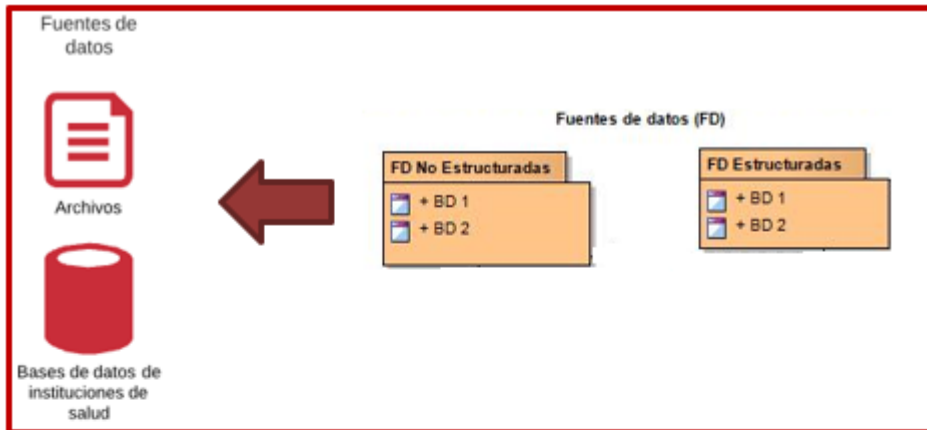 Fuentes de
datos
Archivos
Bases de datos de
instituciones de
salud
Fuentes de datos (FD)
FD No Estructuradas
+ BD 1
+ BD 2
FD Estructuradas
+ BD 1
+ BD 2